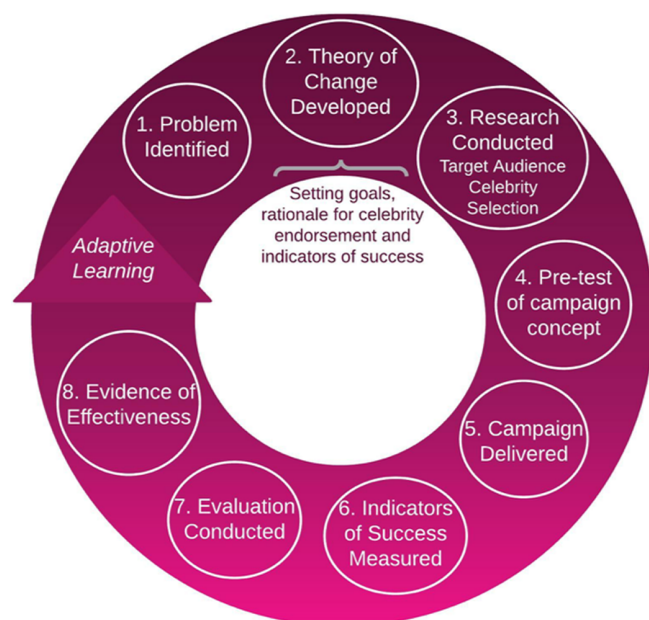 2. Theory of
Change
Developed
1. Problem
Identified
3. Research
Conducted
Target Audience
Celebrity
Selection
Setting goals,
rationale for celebrity
endorsement and
indicators of success
Adaptive
Learning
4. Pre-test
of campaign
concept
8. Evidence of
Effectiveness
5. Campaign
Delivered
7. Evaluation
Conducted
6. Indicators
of Success
Measured